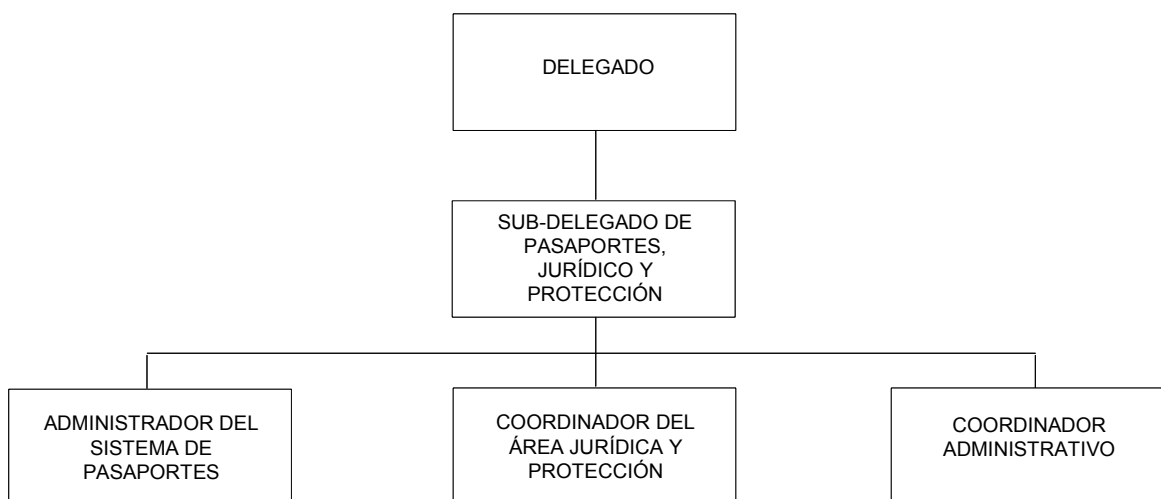 DELEGADO
SUB-DELEGADO DE
PASAPORTES,
JURÍDICO Y
PROTECCIÓN
ADMINISTRADOR DEL
SISTEMA DE
PASAPORTES
COORDINADOR DEL
ÁREA JURÍDICA Y
PROTECCIÓN
COORDINADOR
ADMINISTRATIVO